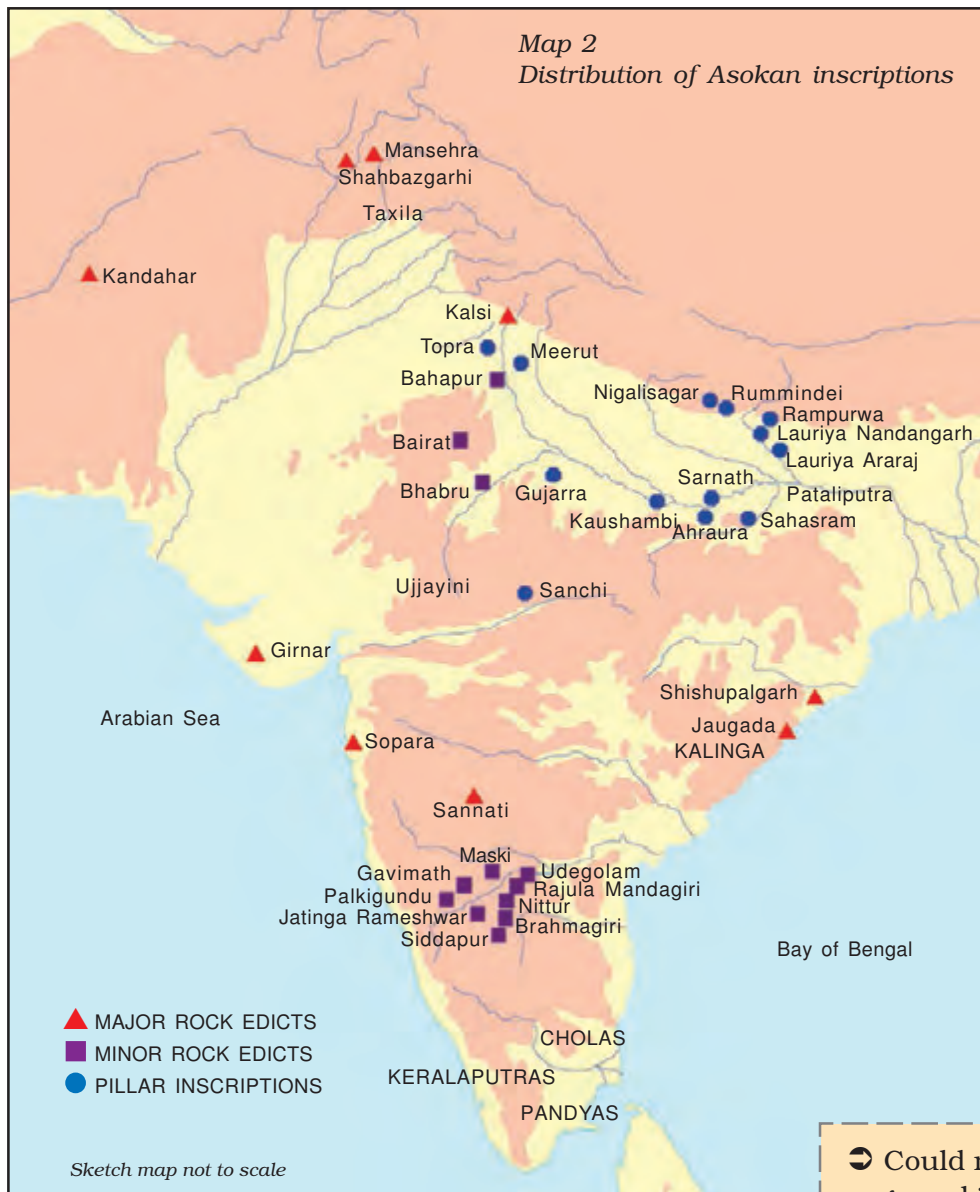 Map 2
Distribution of Asokan inscriptions
Mansehra
Shahbazgarhi
Taxila
Kandahar
Kalsi
Topra
Meerut
Bahapur
Nigalisagar
Rummindei
Rampurwa
Lauriya Nandangarh
Lauriya Araraj
Bairat
Bhabru
Gujarra
Sarnath
Pataliputra
Kaushambi
Ahraura
Sahasram
Ujjayini
Sanchi
Girnar
Shishupalgarh
Arabian Sea
Jaugada
KALINGA
Sopara
Sannati
Maski
Gavimath
Udegolam
Palkigundu
Rajula Mandagiri
Nittur
Jatinga Rameshwar
Brahmagiri
Siddapur
Bay of Bengal
MAJOR ROCK EDICTS
MINOR ROCK EDICTS
PILLAR INSCRIPTIONS
CHOLAS
KERALAPUTRAS
PANDYAS
Sketch map not to scale
Could